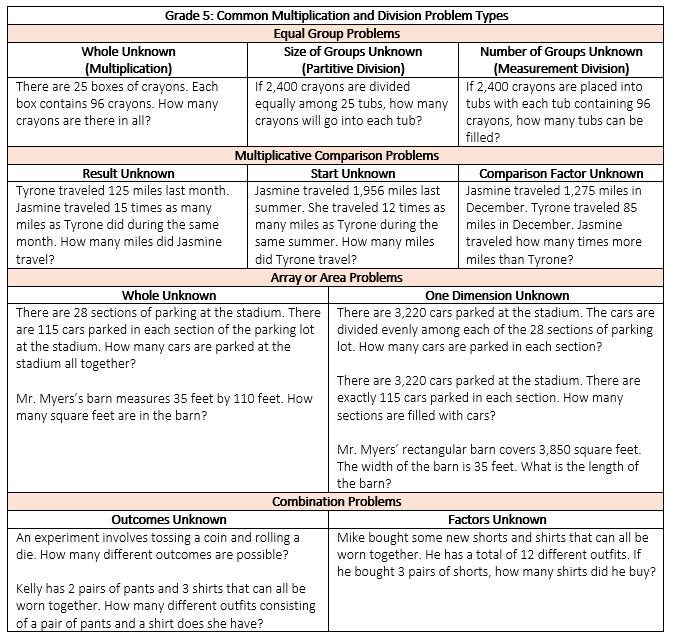 Grade 5: Common Multiplication and Division Problem Types
Equal Group Problems
Whole Unknown
(Multiplication)
There are 25 boxes of crayons. Each
box contains 96 crayons. How many
crayons are there in all?
Size of Groups Unknown
(Partitive Division)
If 2,400 crayons are divided
equally among 25 tubs, how many
crayons will go into each tub?
Number of Groups Unknown
(Measurement Division)
If 2,400 crayons are placed into
tubs with each tub containing 96
crayons, how many tubs can be
filled?
Multiplicative Comparison Problems
Result Unknown
Tyrone traveled 125 miles last month.
Jasmine traveled 15 times as many
miles as Tyrone did during the same
month. How many miles did Jasmine
travel?
Start Unknown
Jasmine traveled 1,956 miles last
summer. She traveled 12 times as
many miles as Tyrone during the
same summer. How many miles
did Tyrone travel?
Comparison Factor Unknown
Jasmine traveled 1,275 miles in
December. Tyrone traveled 85
miles in December. Jasmine
traveled how many times more
miles than Tyrone?
Array or Area Problems
Whole Unknown
There are 28 sections of parking at the stadium. There
are 115 cars parked in each section of the parking lot
at the stadium. How many cars are parked at the
stadium all together?
Mr. Myers's barn measures 35 feet by 110 feet. How
many square feet are in the barn?
One Dimension Unknown
There are 3,220 cars parked at the stadium. The cars are
divided evenly among each of the 28 sections of parking
lot. How many cars are parked in each section?
There are 3,220 cars parked at the stadium. There are
exactly 115 cars parked in each section. How many
sections are filled with cars?
Mr. Myers' rectangular barn covers 3,850 square feet.
The width of the barn is 35 feet. What is the length of
the barn?
Combination Problems
Outcomes Unknown
An experiment involves tossing a coin and rolling a
die. How many different outcomes are possible?
Kelly has 2 pairs of pants and 3 shirts that can all be
worn together. How many different outfits consisting
of a pair of pants and a shirt does she have?
Factors Unknown
Mike bought some new shorts and shirts that can all be
worn together. He has a total of 12 different outfits. If
he bought 3 pairs of shorts, how many shirts did he buy?